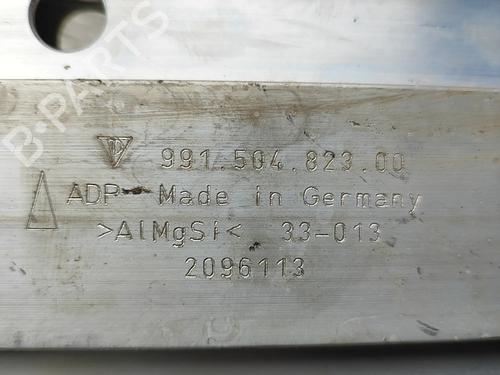 991.504.823.00
ADP Made in Germany
>AlMgSi< 33-013
2096113
B-PARTS